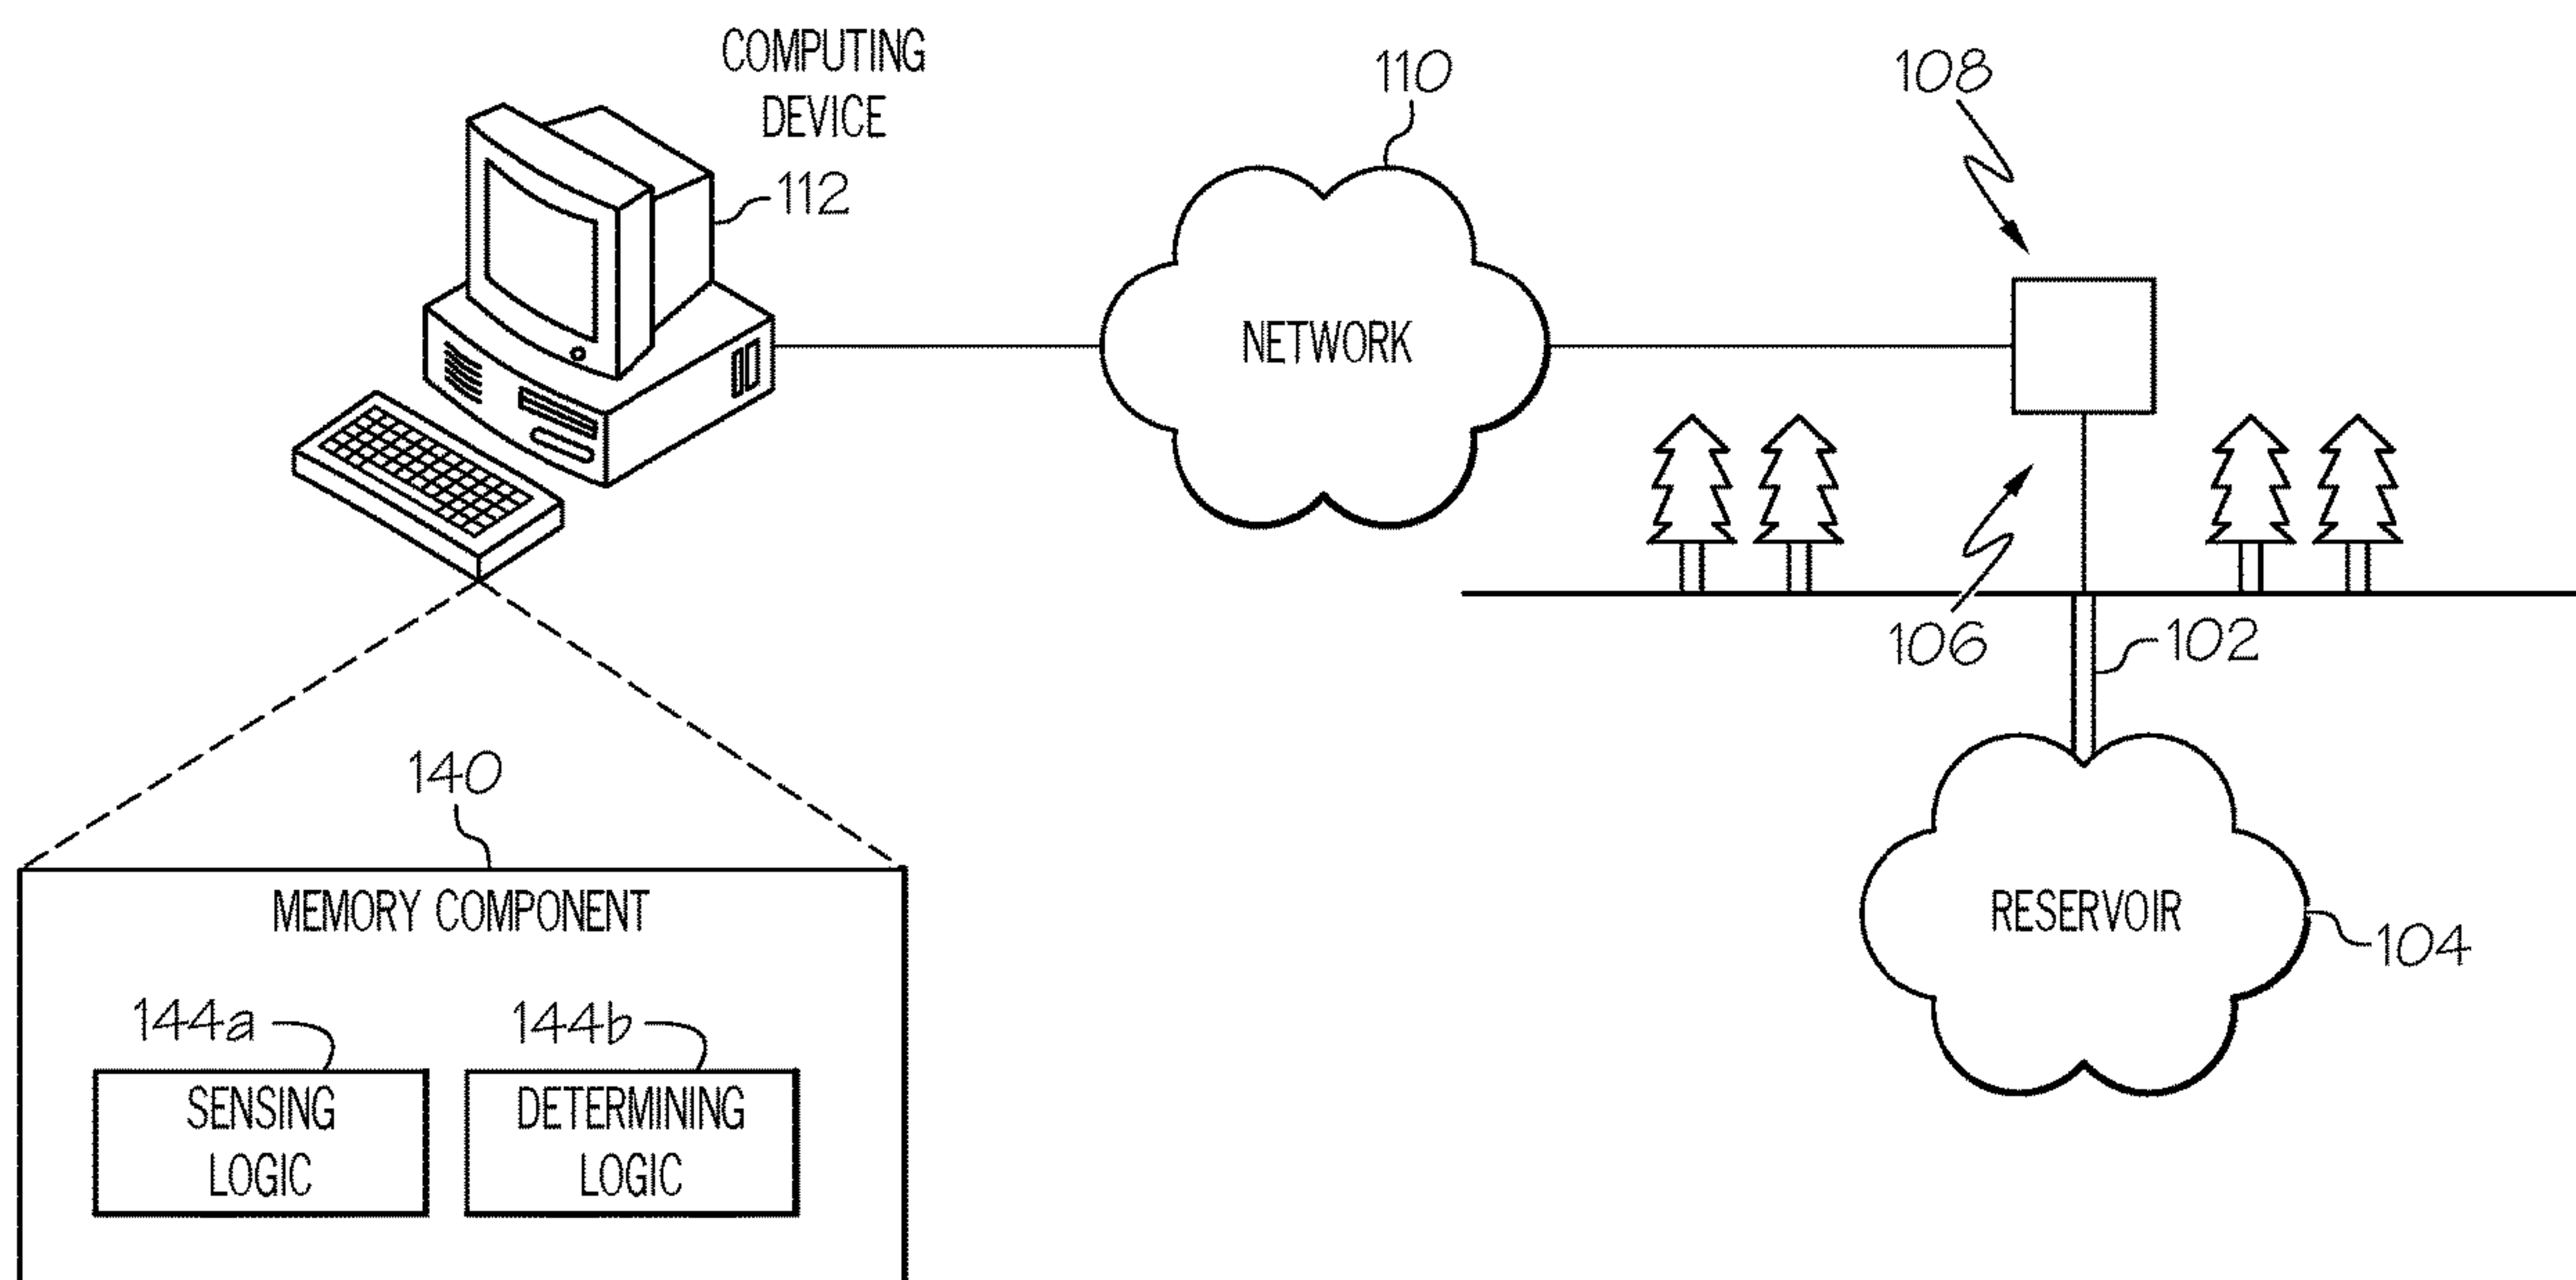 COMPUTING
DEVICE
112
110
108
NETWORK
106
102
140
MEMORY COMPONENT
RESERVOIR
104
144a
144b
SENSING
LOGIC
DETERMINING
LOGIC